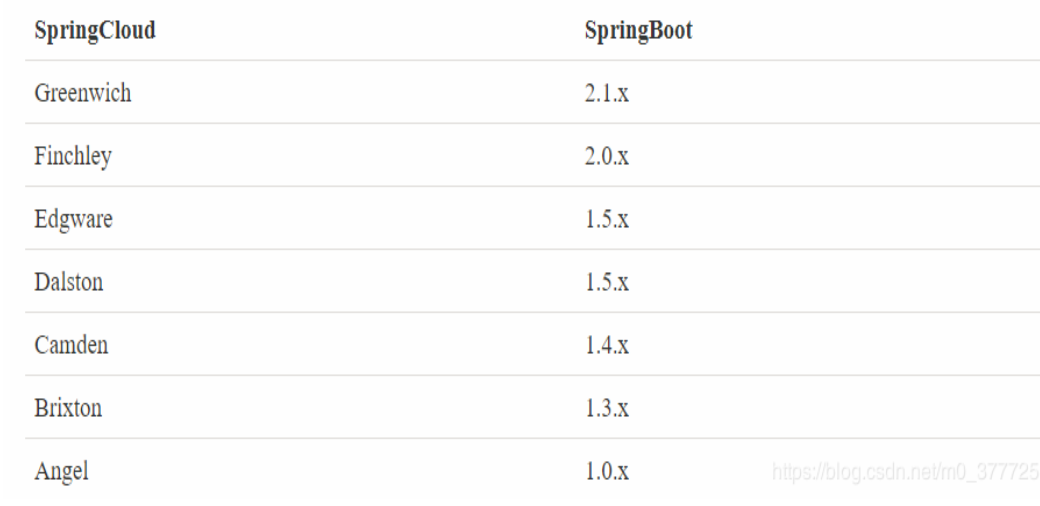 SpringCloud SpringBoot
Greenwich 2.1.x
Finchley 2.0.x
Edgware 1.5.x
Dalston 1.5.x
Camden 1.4.x
Brixton 1.3.x
Angel 1.0.x
https://blog.csdn.net/m0_377725